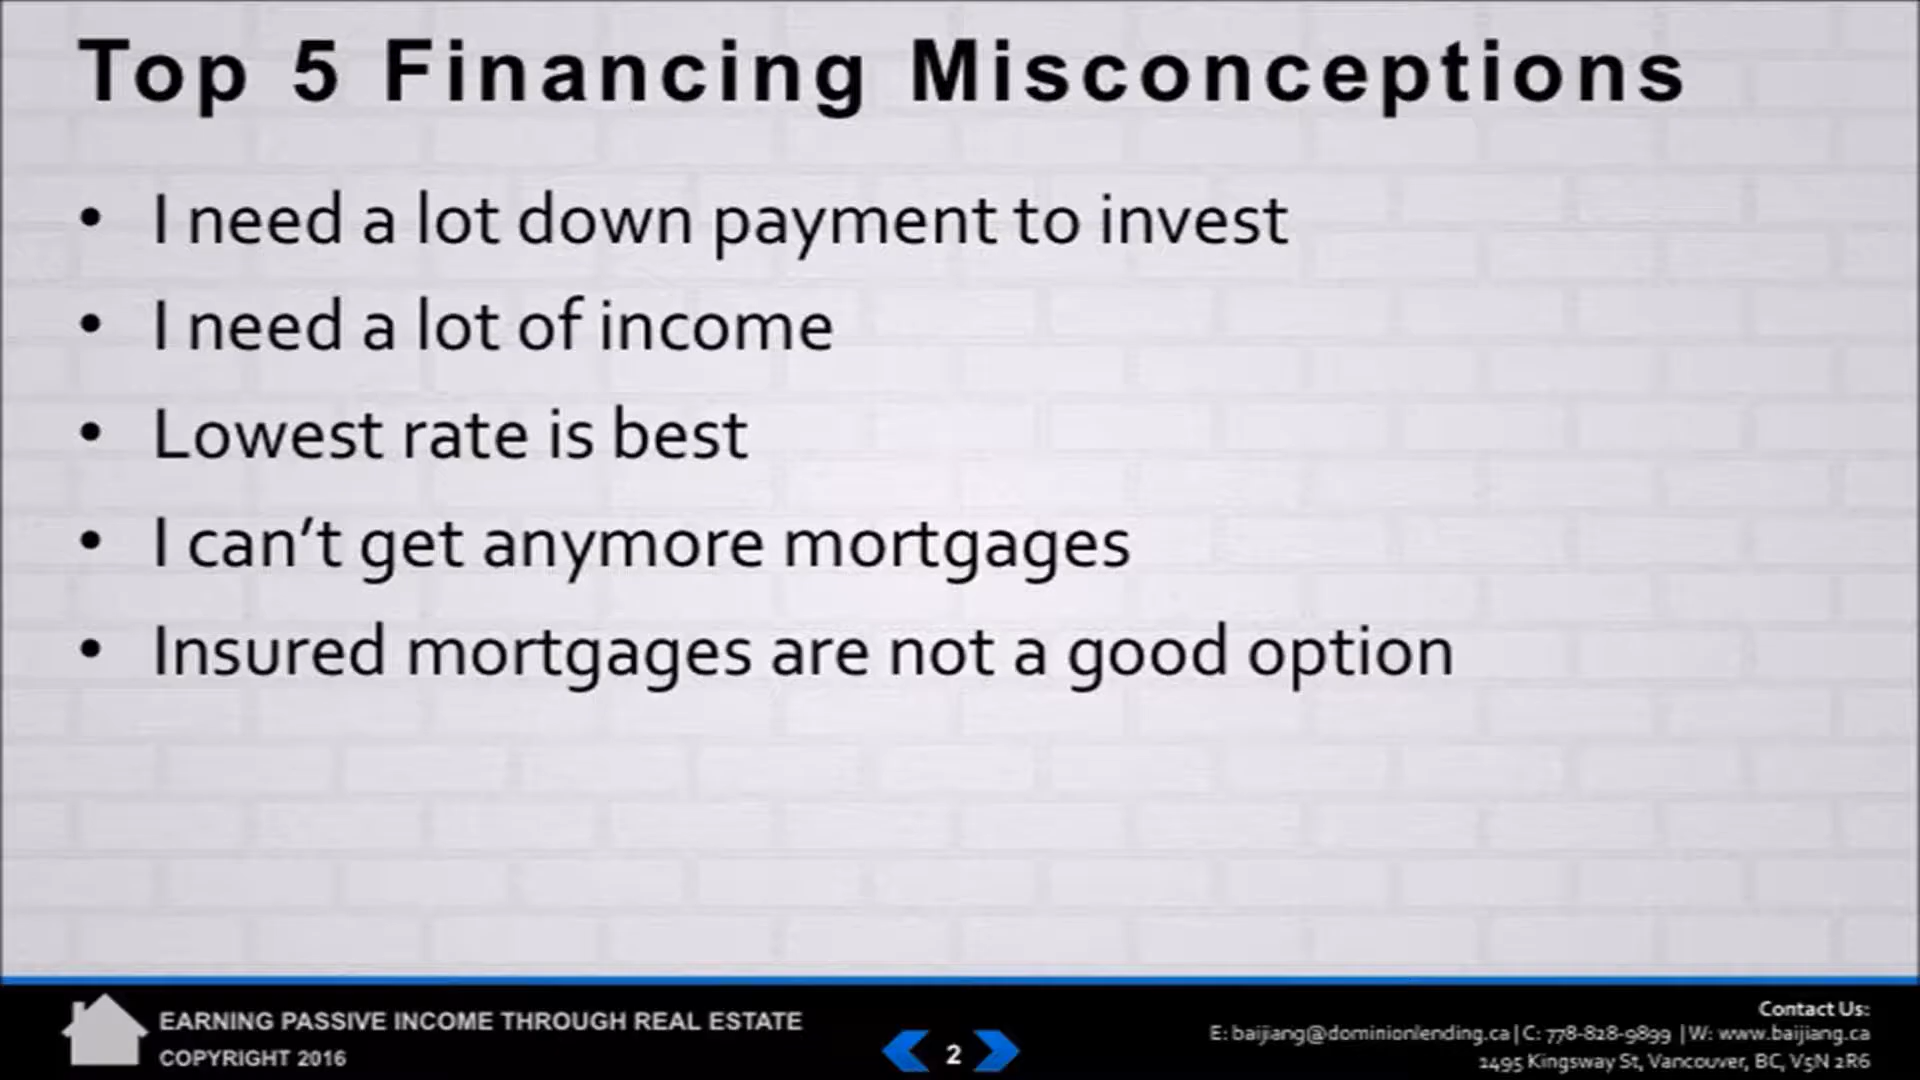 Top 5 Financing Misconceptions
• I need a lot down payment to invest
• I need a lot of income
• Lowest rate is best
• I can’t get anymore mortgages
• Insured mortgages are not a good option
EARNING PASSIVE INCOME THROUGH REAL ESTATE
COPYRIGHT 2016
2
Contact Us:
E: baijiang@dominionlending.ca | C: 778-828-9899 | W: www.baijiang.ca
2495 Kingsway St, Vancouver, BC, V5N 2R6